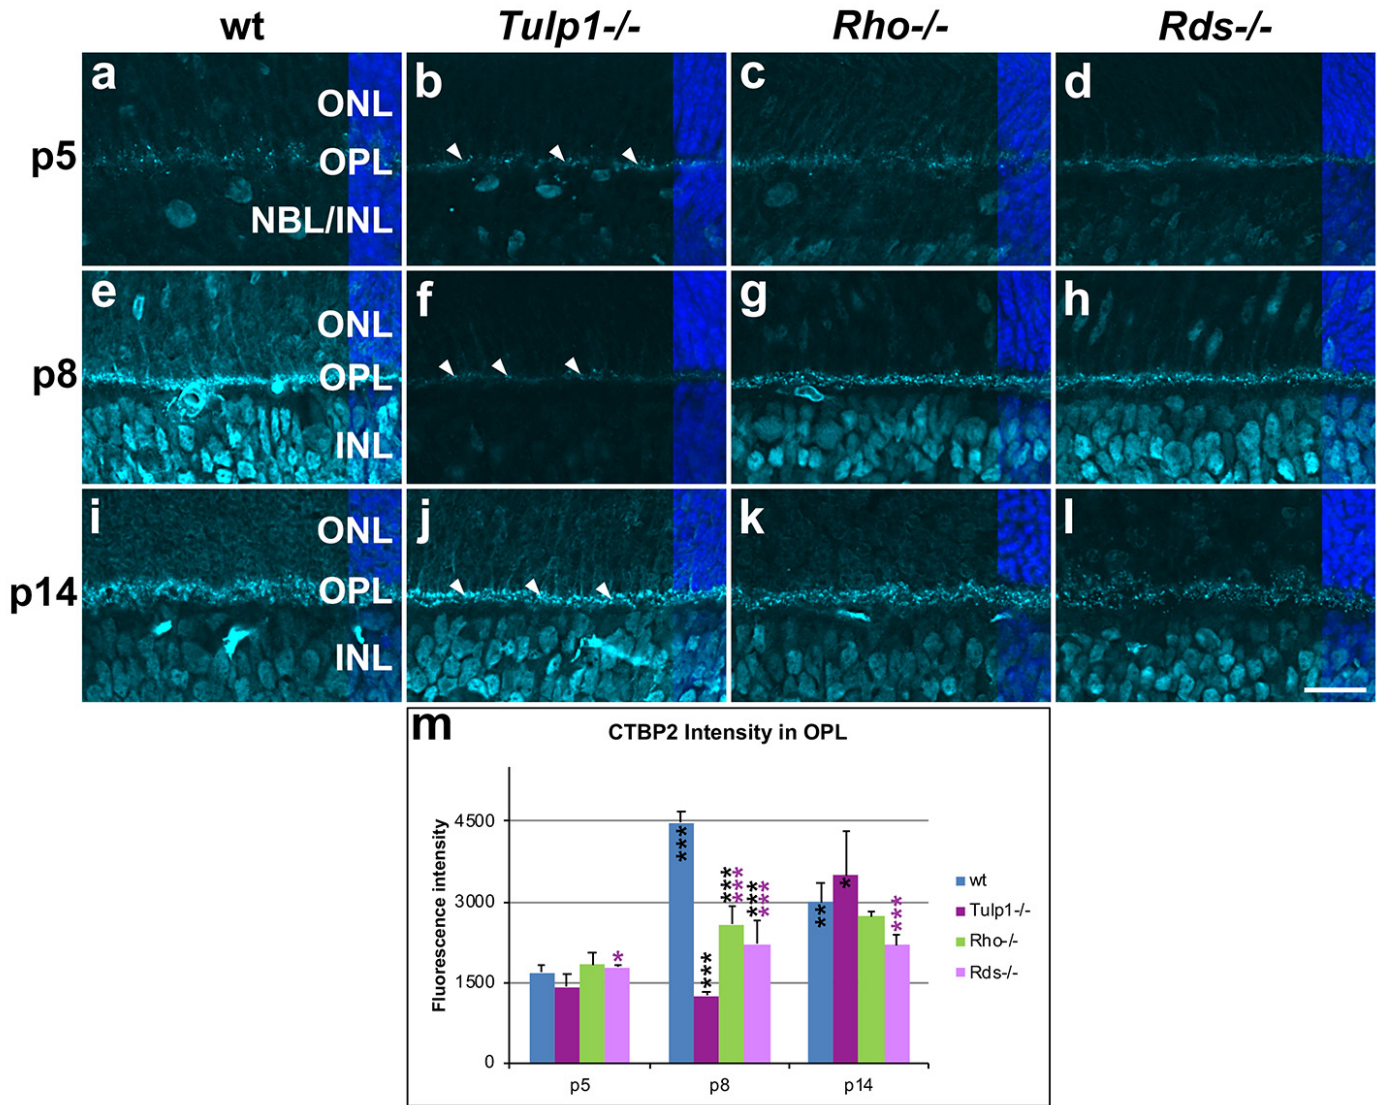 wt Tulp1-/- Rho-/- Rds-/-
a b c d
ONL
p5 OPL
NBL/INL
e f g h
ONL
p8 OPL
INL
i j k l
ONL
p14 OPL
INL
m CTBP2 Intensity in OPL
Fluorescence intensity
4500
3000
1500
0
*
***
***
***
***
***
***
**
*
***
p5 p8 p14
wt
Tulp1-/-
Rho-/-
Rds-/-